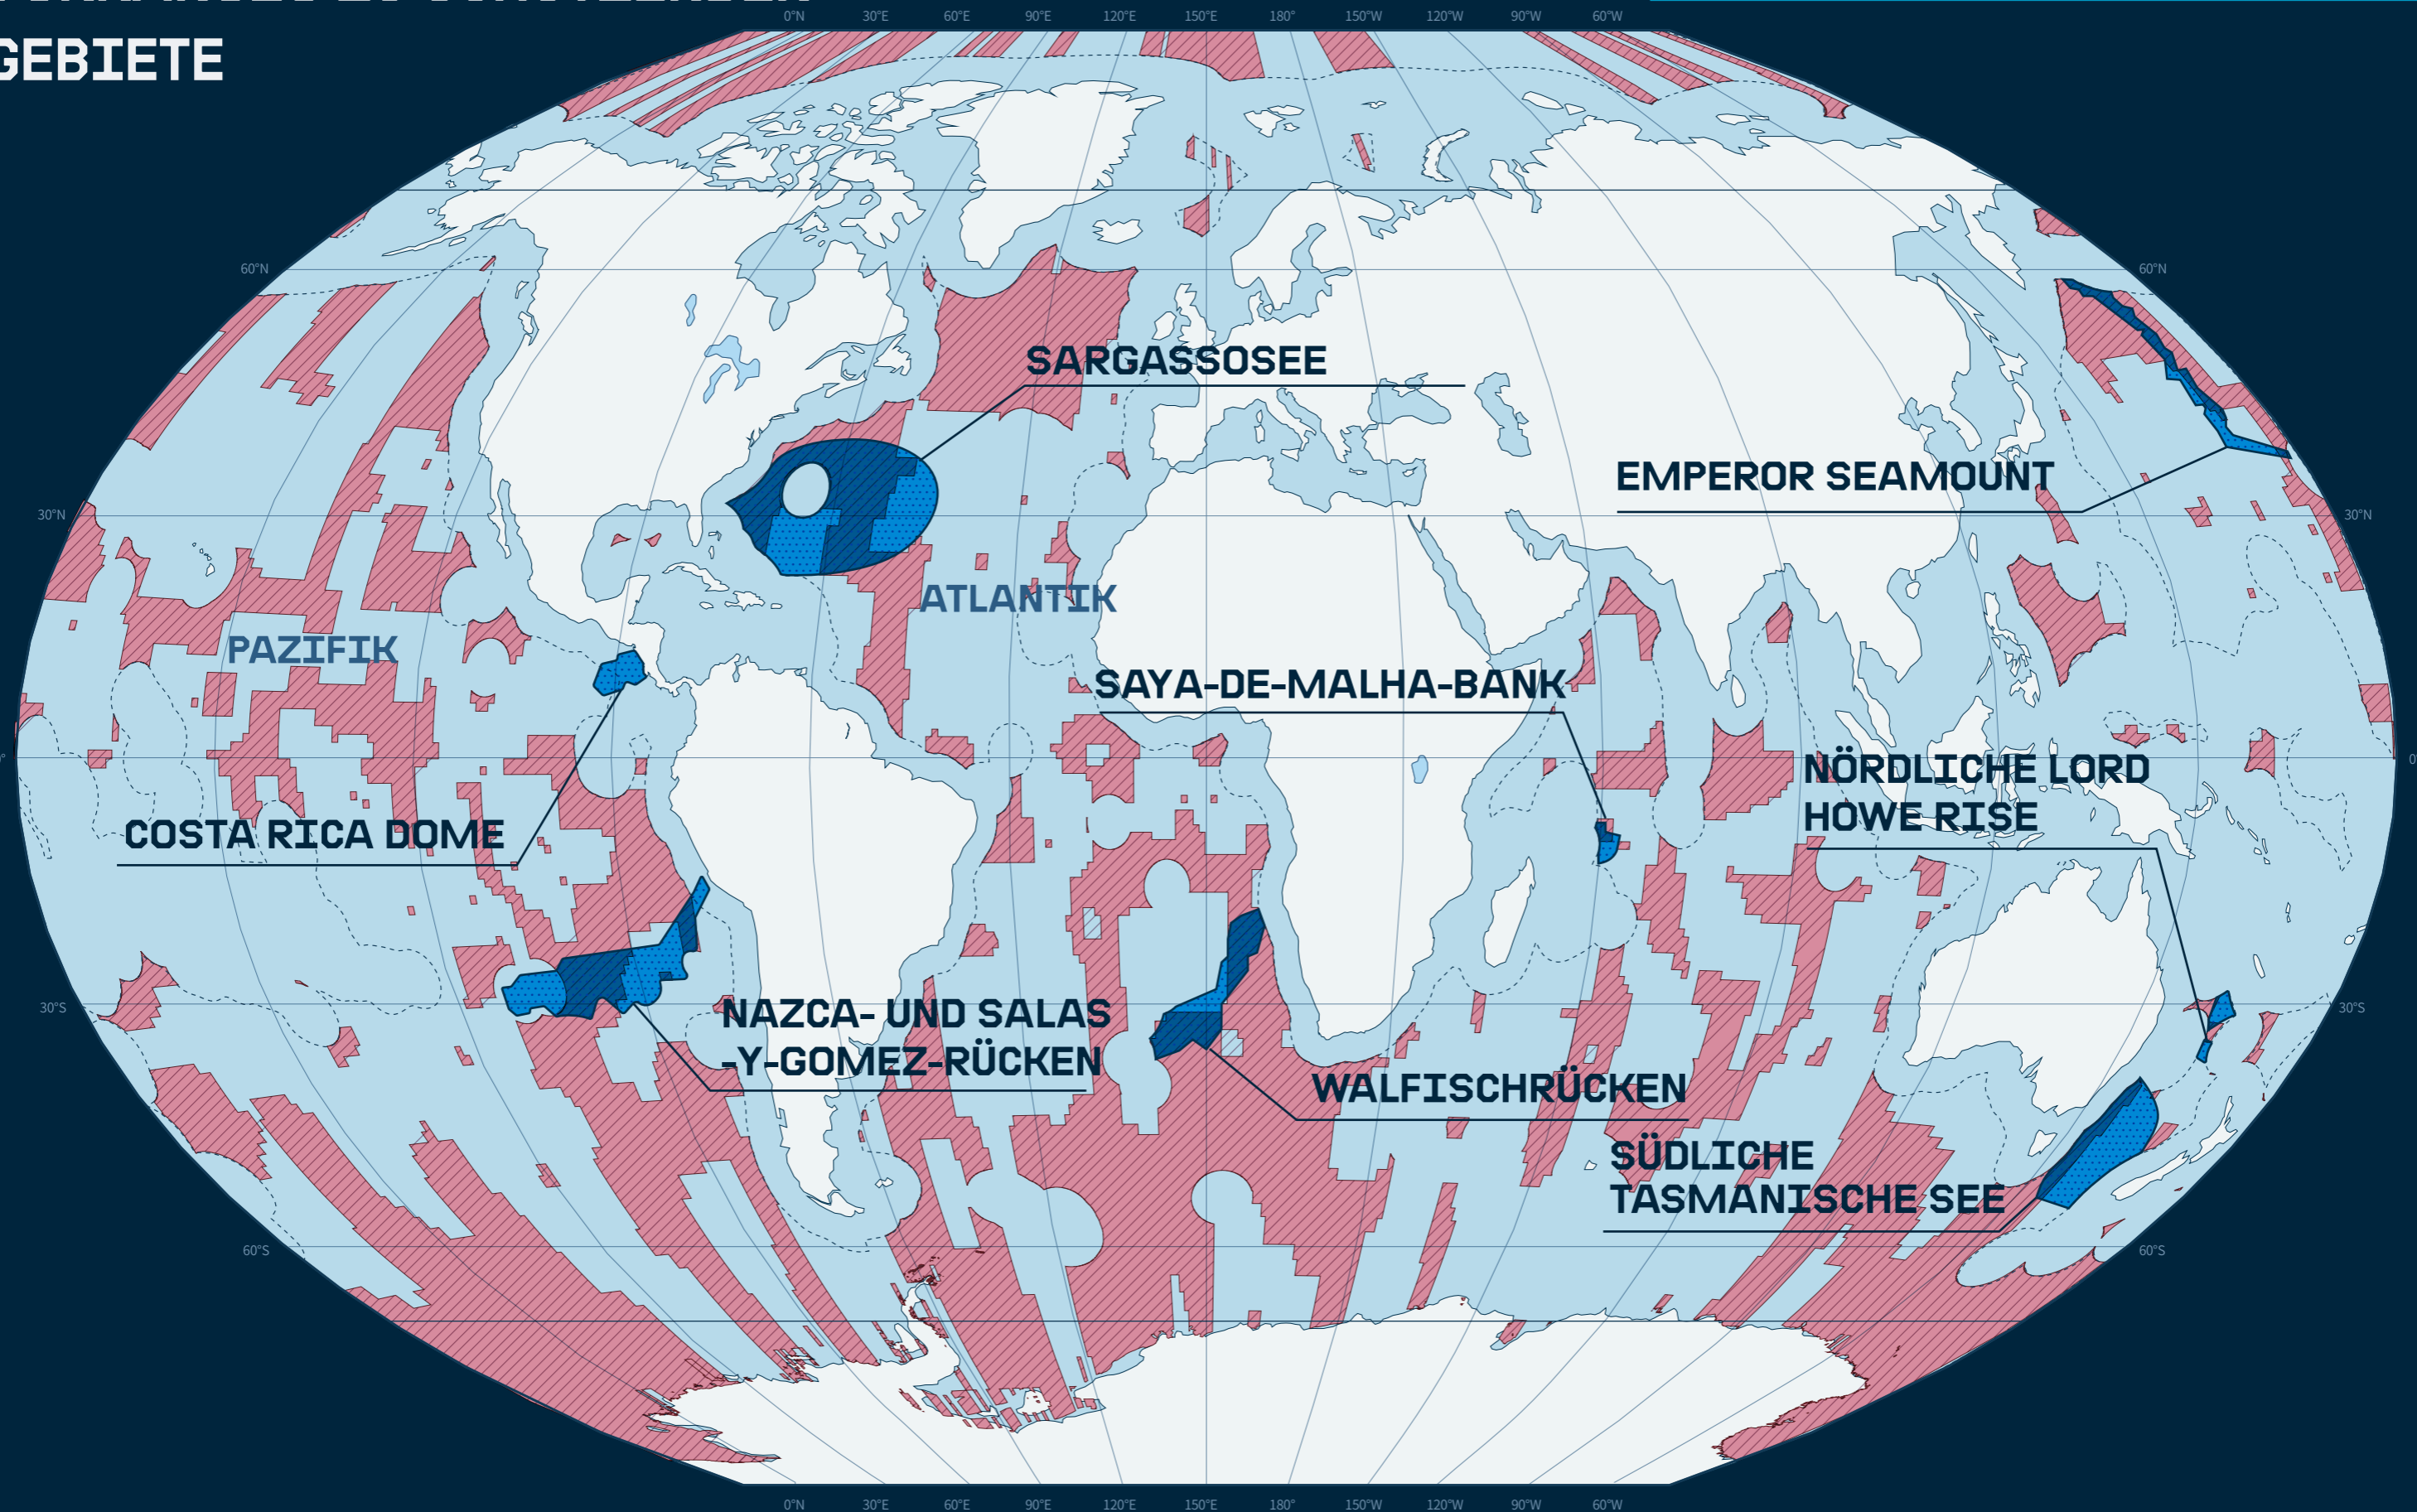 GEBIETE
0°N 30°E 60°E 90°E 120°E 150°E 180° 150°W 120°W 90°W 60°W
60°N 60°N
SARGASSOSEE
EMPEROR SEAMOUNT
30°N 30°N
ATLANTIK
PAZIFIK
SAYA-DE-MALHA-BANK
NÖRDLICHE LORD
HOWE RISE
COSTA RICA DOME
30°S 30°S
NAZCA- UND SALAS
-Y-GOMEZ-RÜCKEN
WALFISCHRÜCKEN
SÜDLICHE
TASMANISCHE SEE
60°S 60°S
0°N 30°E 60°E 90°E 120°E 150°E 180° 150°W 120°W 90°W 60°W